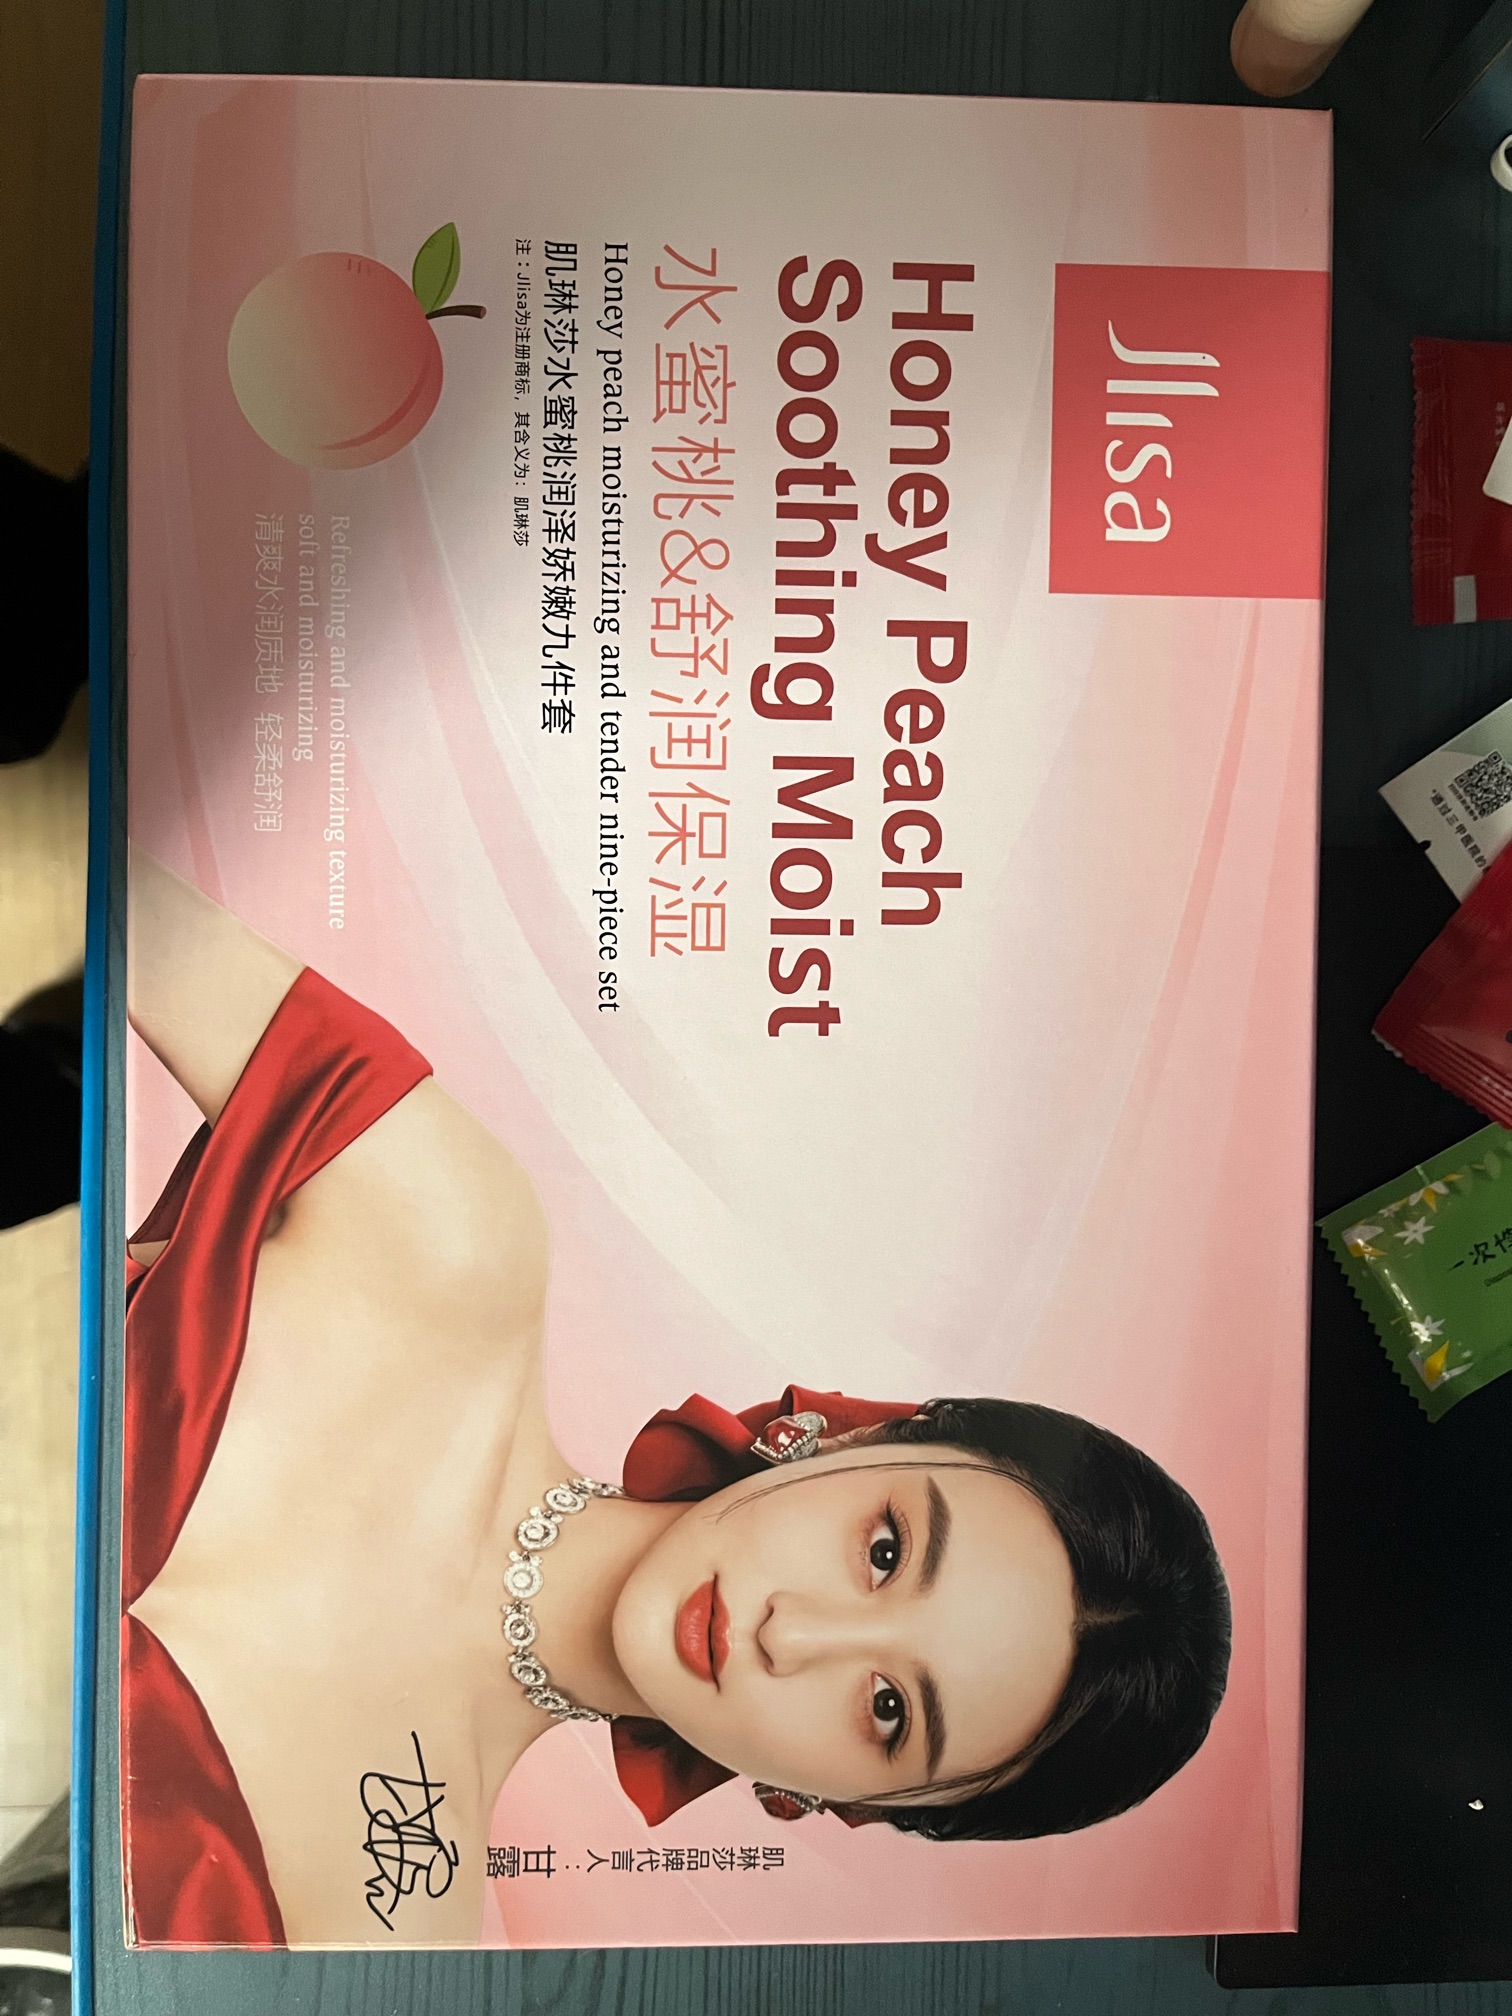 Jlisa
Honey Peach
Soothing Moist
水蜜桃&舒润保湿
Honey peach moisturizing and tender nine-piece set
肌琳莎水蜜桃润泽娇嫩九件套
注：Jlisa为注册商标，其含义为：肌琳莎
Refreshing and moisturizing texture
soft and moisturizing
清爽水润质地 轻柔舒润
肌琳莎品牌代言人：
甘露
一次性